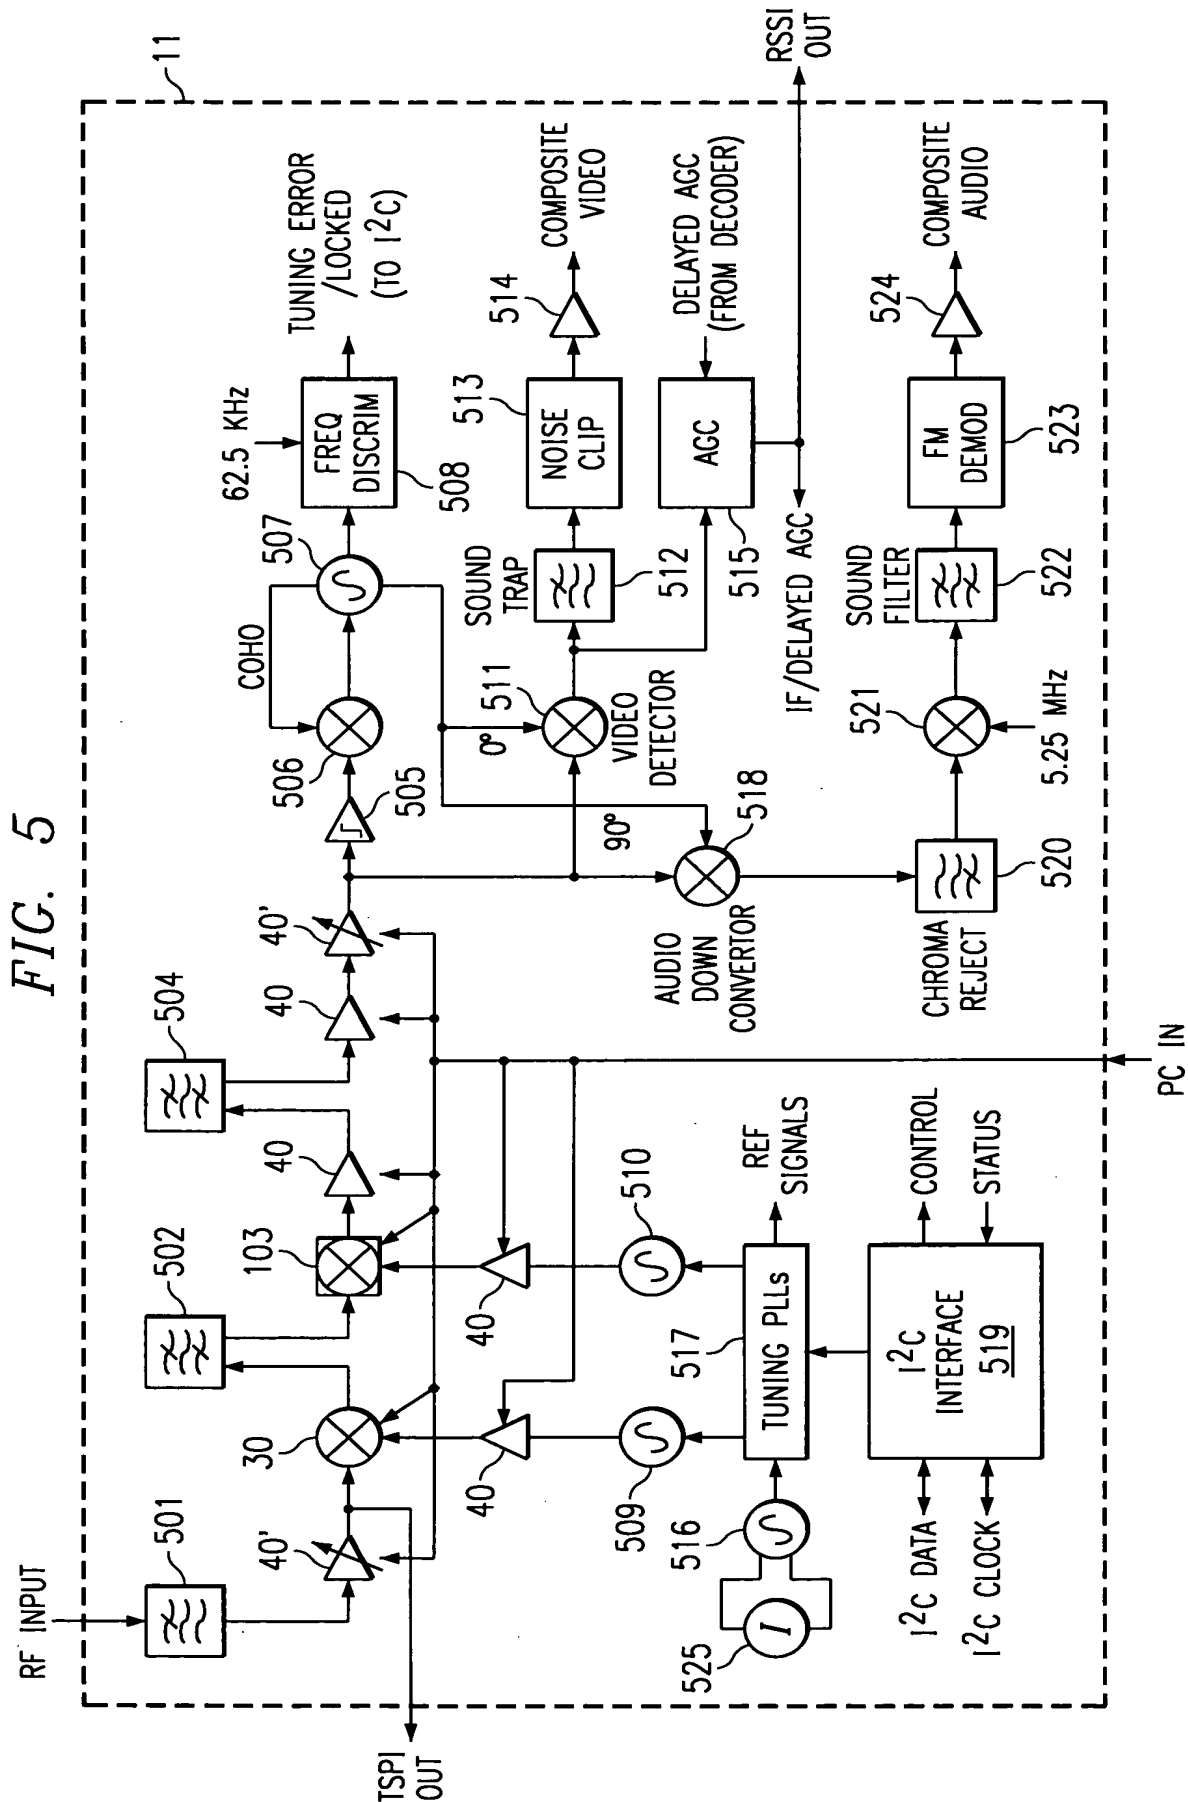 FIG. 5
11
RF INPUT
501
40'
TSPI
OUT
30
502
103
40
504
40
40'
505
506
COHO
507
62.5 KHz
FREQ
DISCRIM
508
TUNING ERROR
/LOCKED
(TO I2C)
0°
90°
511
VIDEO
DETECTOR
SOUND
TRAP
512
NOISE
CLIP
513
514
COMPOSITE
VIDEO
AGC
515
DELAYED AGC
(FROM DECODER)
IF/DELAYED AGC
RSSI
OUT
518
AUDIO
DOWN
CONVERTOR
CHROMA
REJECT
520
521
5.25 MHz
SOUND
FILTER
522
FM
DEMOD
523
524
COMPOSITE
AUDIO
40
40
509
510
525
I
516
TUNING PLLs
517
REF
SIGNALS
I2C
INTERFACE
519
I2C DATA
I2C CLOCK
CONTROL
STATUS
PC IN